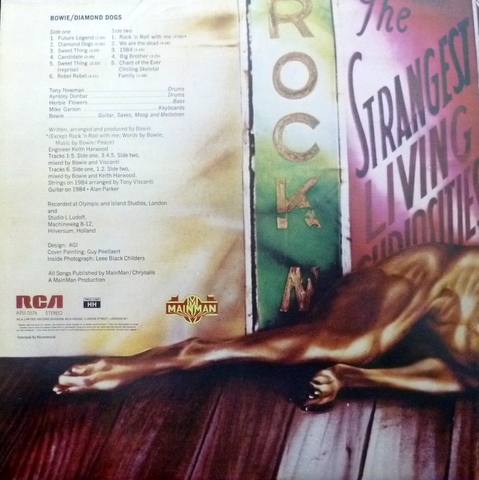 BOWIE/DIAMOND DOGS
Side one
1. Future Legend
2. Diamond Dogs
3. Sweet Thing
4. Candidate
5. Sweet Thing
(reprise)
6. Rebel Rebel
Side two
1. Rock 'n Roll with me
2. We are the dead
3. 1984
4. Big Brother
5. Chant of the Ever
Circling Skeletal
Family
Tony Newman Drums
Aynsley Dunbar Drums
Herbie Flowers Bass
Mike Garson Keyboards
Bowie Guitar, Saxes, Moog and Mellotron
Written, arranged and produced by Bowie.
*(Except Rock 'n Roll with me; Words by Bowie;
Music by Bowie/Peace)
Engineer Keith Harwood
Tracks 1-5, Side one; 3.4.5. Side two,
mixed by Bowie and Visconti
Tracks 6. Side one, 1.2. Side two,
mixed by Bowie and Keith Harwood.
Strings on 1984 arranged by Tony Visconti
Guitar on 1984 • Alan Parker
Recorded at Olympic and Island Studios, London
and
Studio L Ludolf,
Machineweg 8-12,
Hilversum, Holland
Design: AGI
Cover Painting: Guy Peellaert
Inside Photograph: Leee Black Childers
All Songs Published by MainMan/Chrysalis
A MainMan Production
RCA
APL1 0576 STEREO
HH
MAINMAN
ROCK 'N
The
STRANGEST
LIVING
CURIOSITIES